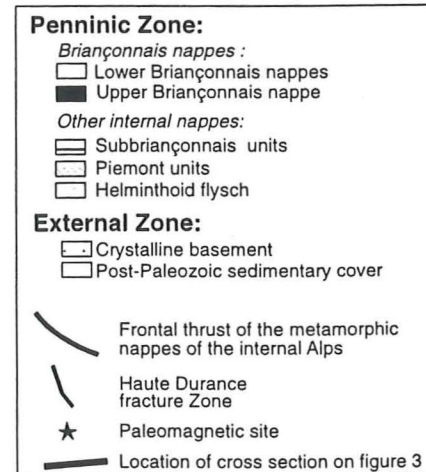 Penninic Zone:
Briançonnais nappes :
Lower Briançonnais nappes
Upper Briançonnais nappe
Other internal nappes:
Subbriançonnais units
Piemont units
Helminthoid flysch
External Zone:
Crystalline basement
Post-Paleozoic sedimentary cover
Frontal thrust of the metamorphic
nappes of the internal Alps
Haute Durance
fracture Zone
Paleomagnetic site
Location of cross section on figure 3